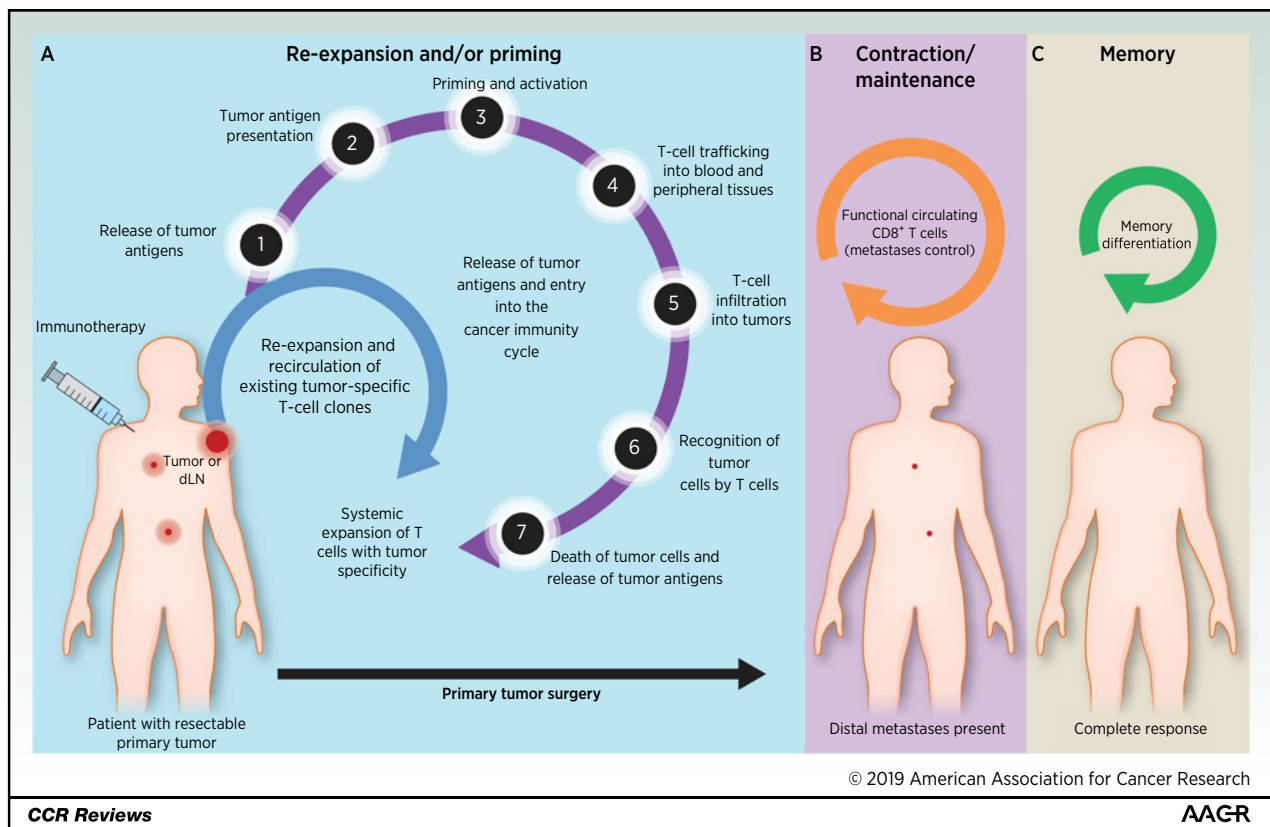 A
Re-expansion and/or priming
Priming and activation
3
Tumor antigen
presentation
2
T-cell trafficking
into blood and
peripheral tissues
4
Release of tumor
antigens
1
Release of tumor
antigens and entry
into the
cancer immunity
cycle
T-cell
infiltration
into tumors
5
Immunotherapy
Re-expansion and
recirculation of
existing tumor-specific
T-cell clones
Tumor or
dLN
Recognition of
tumor
cells by T cells
6
Systemic
expansion of T
cells with tumor
specificity
7
Death of tumor cells and
release of tumor antigens
Primary tumor surgery
Patient with resectable
primary tumor
B
Contraction/
maintenance
Functional circulating
CD8⁺ T cells
(metastases control)
Distal metastases present
C
Memory
Memory
differentiation
Complete response
© 2019 American Association for Cancer Research
CCR Reviews
AACR